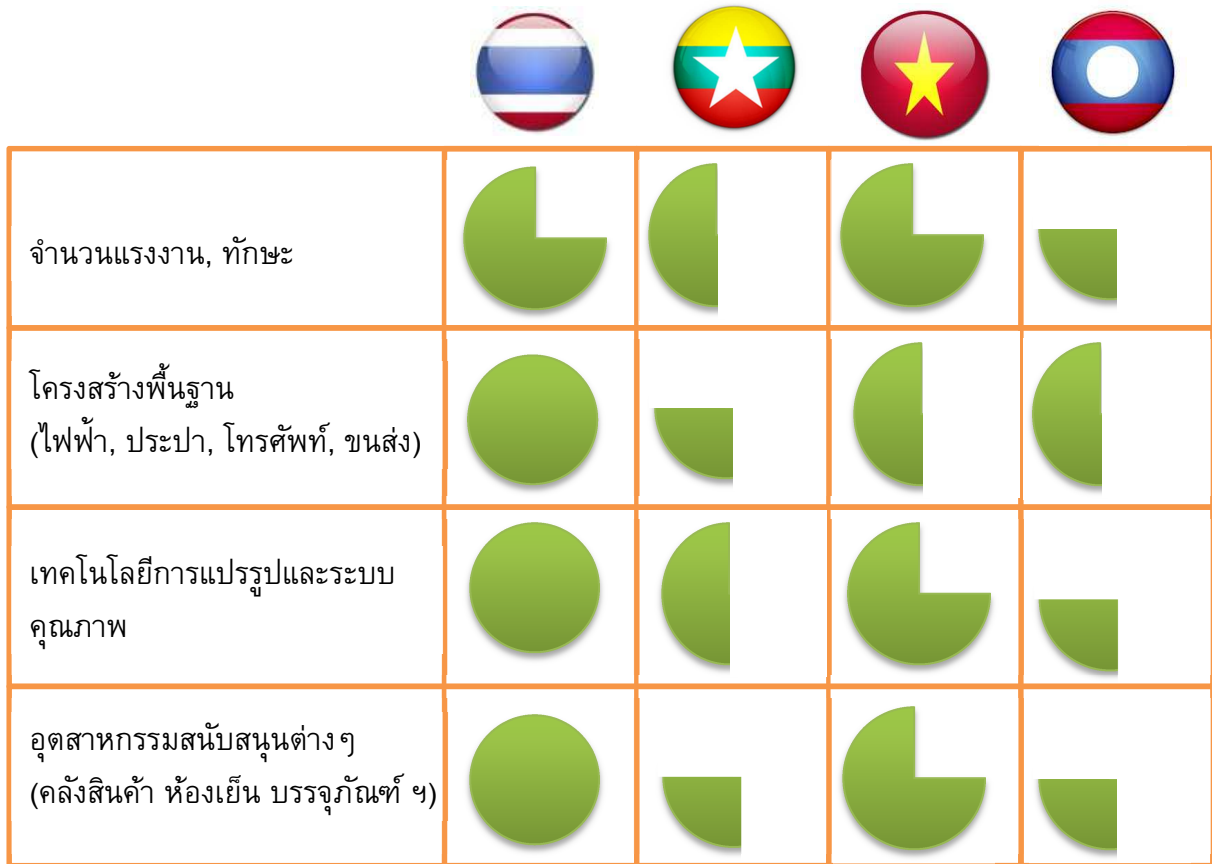 จำนวนแรงงาน, ทักษะ
โครงสร้างพื้นฐาน
(ไฟฟ้า, ประปา, โทรศัพท์, ขนส่ง)
เทคโนโลยีการแปรรูปและระบบ
คุณภาพ
อุตสาหกรรมสนับสนุนต่างๆ
(คลังสินค้า ห้องเย็น บรรจุภัณฑ์ ฯ)